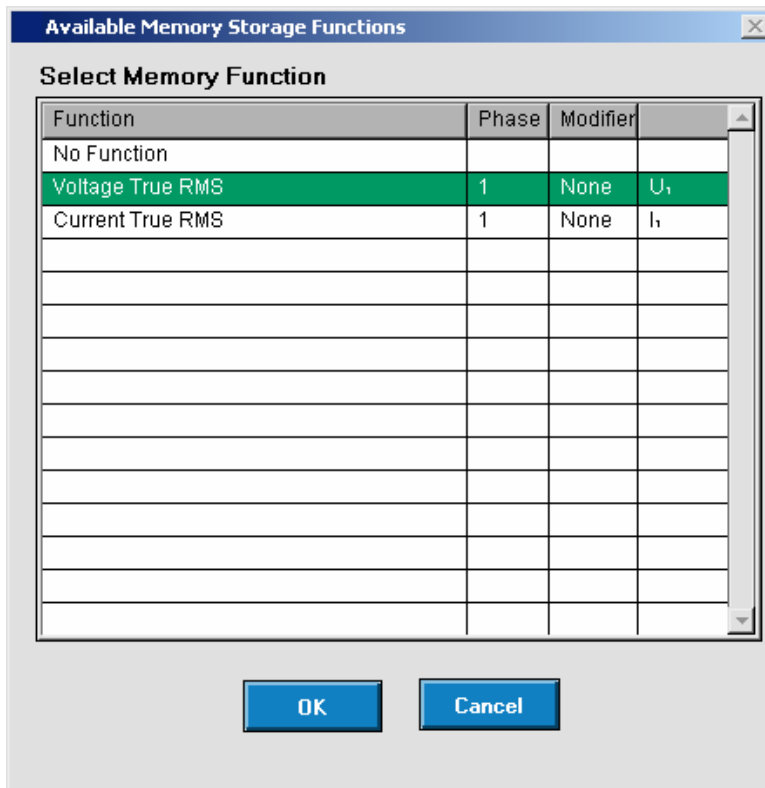 Available Memory Storage Functions
Select Memory Function
Function Phase Modifier
No Function
Voltage True RMS 1 None U₁
Current True RMS 1 None I₁
OK Cancel